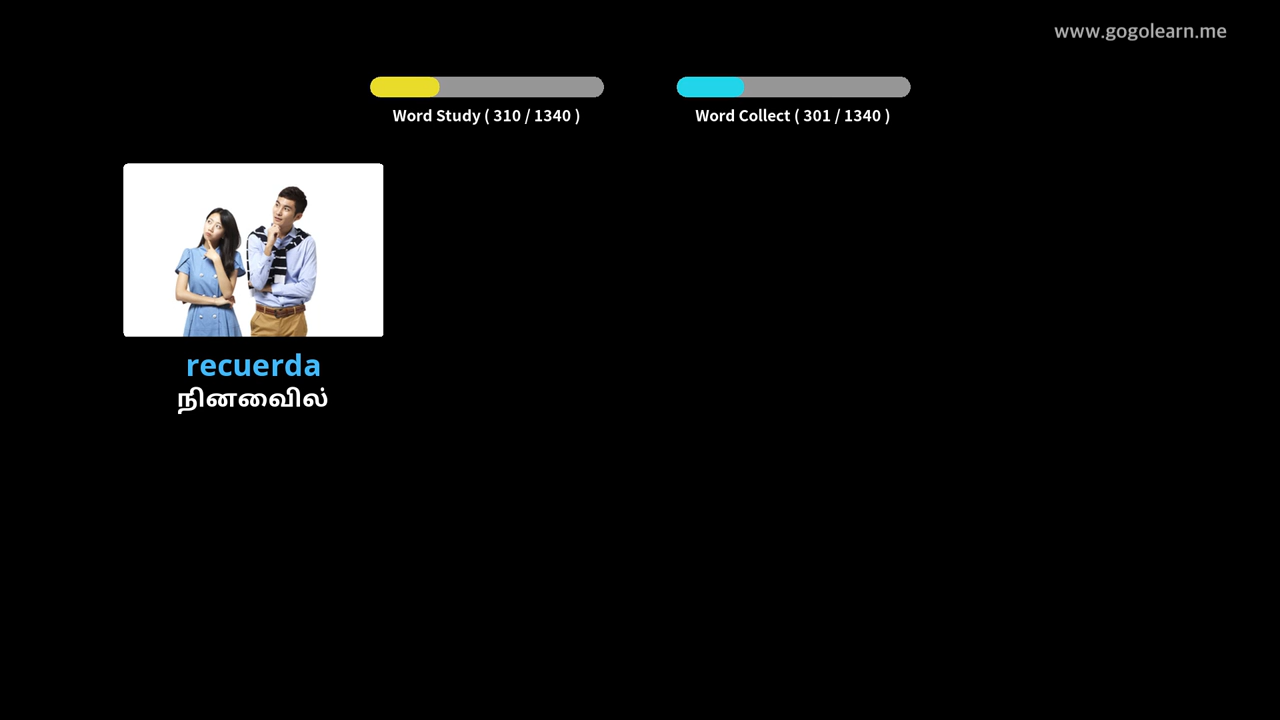 www.gogolearn.me
Word Study ( 310 / 1340 )
Word Collect ( 301 / 1340 )
recuerda
நினைவில்